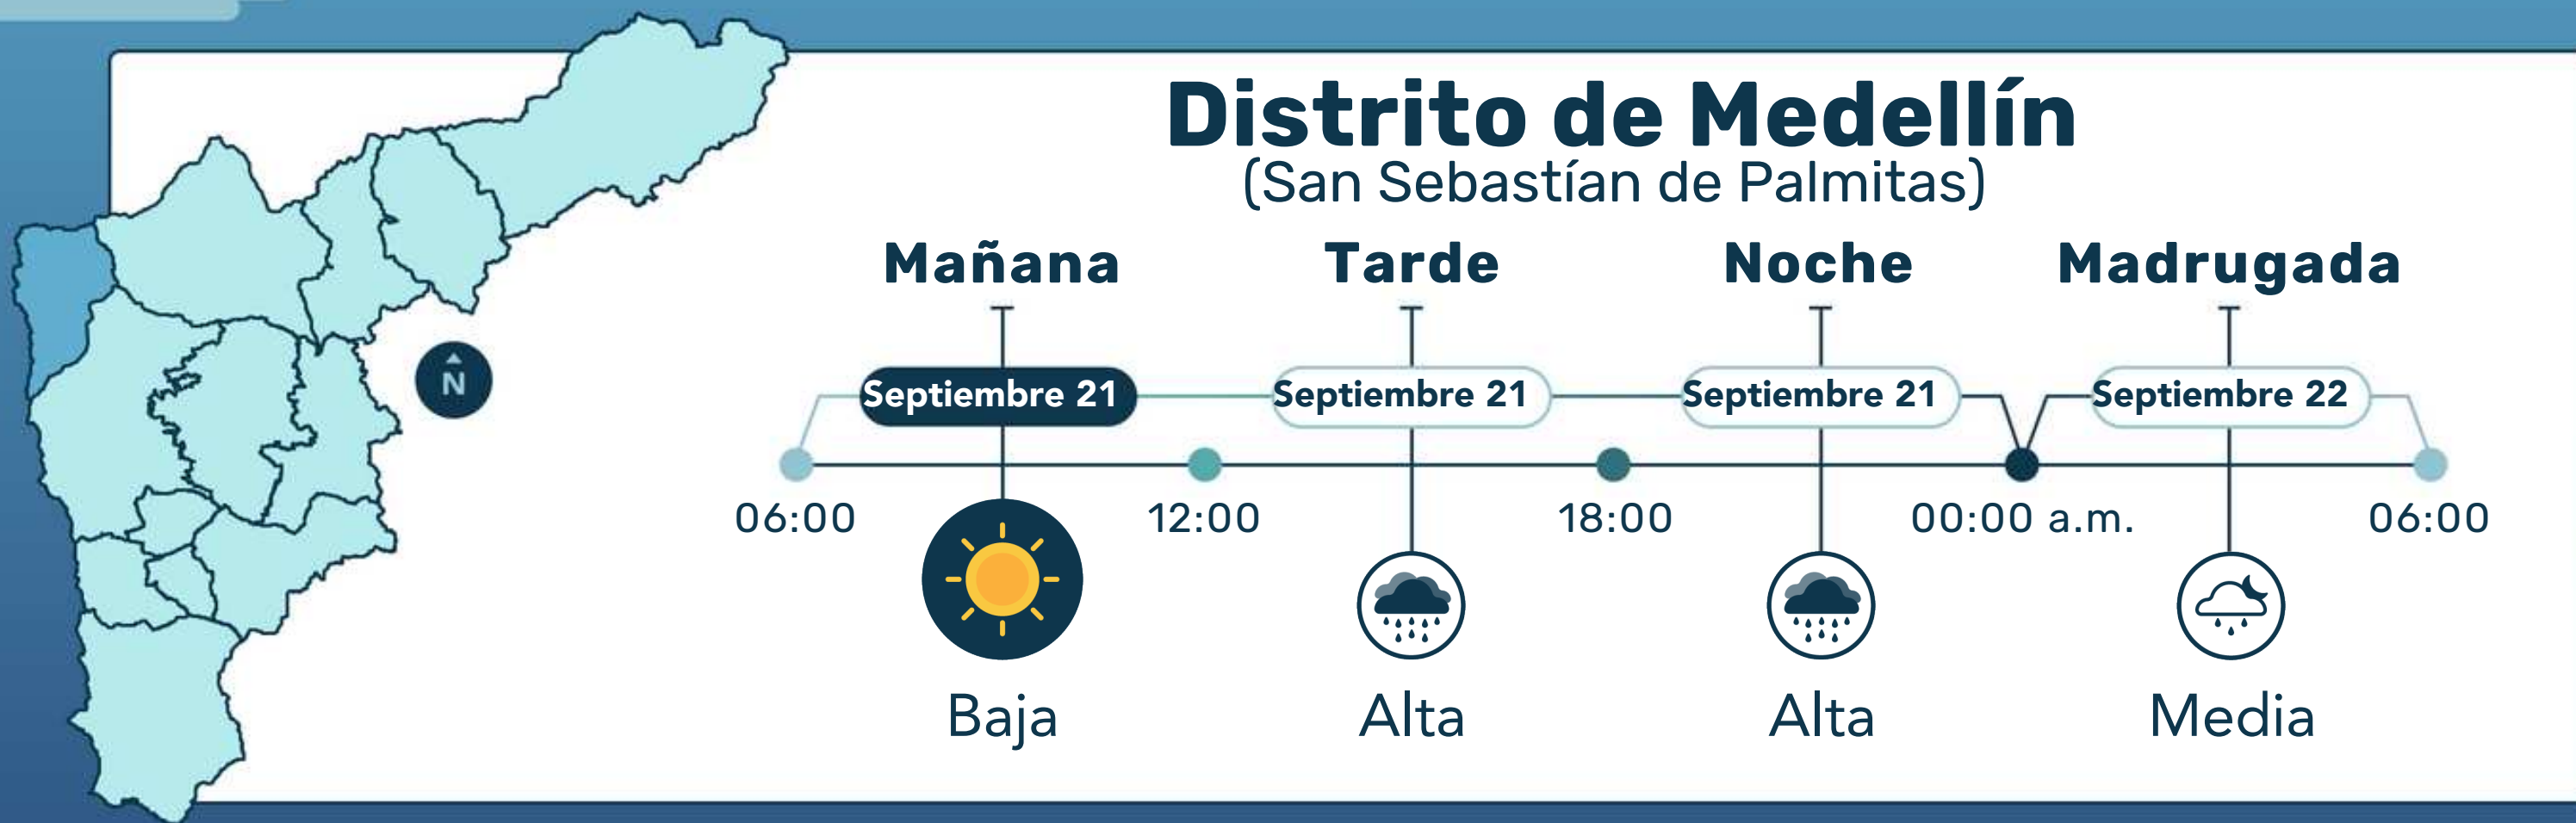 Distrito de Medellín
(San Sebastían de Palmitas)
Mañana Tarde Noche Madrugada
N
Septiembre 21 Septiembre 21 Septiembre 21 Septiembre 22
06:00 12:00 18:00 00:00 a.m. 06:00
Baja Alta Alta Media